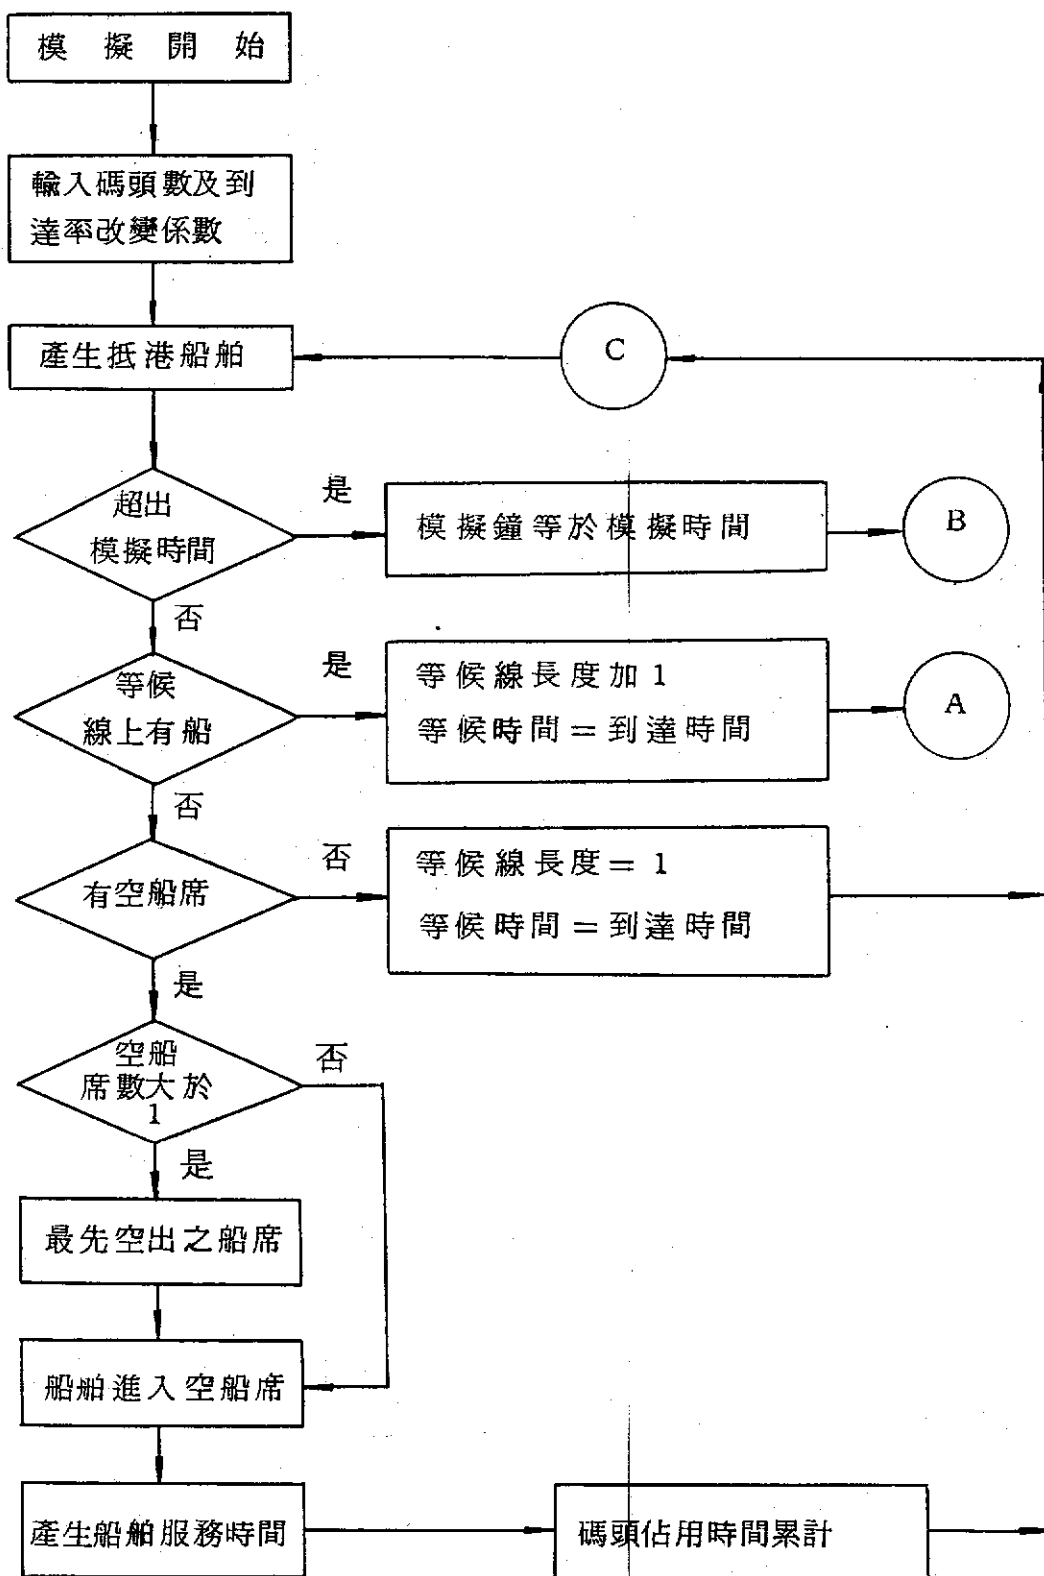 模擬開始
輸入碼頭數及到
達率改變係數
產生抵港船舶
C
超出
模擬時間
是
模擬鐘等於模擬時間
B
否
等候
線上有船
是
等候線長度加1
等候時間=到達時間
A
否
有空船席
否
等候線長度=1
等候時間=到達時間
是
空船
席數大於
1
否
是
最先空出之船席
船舶進入空船席
產生船舶服務時間
碼頭佔用時間累計